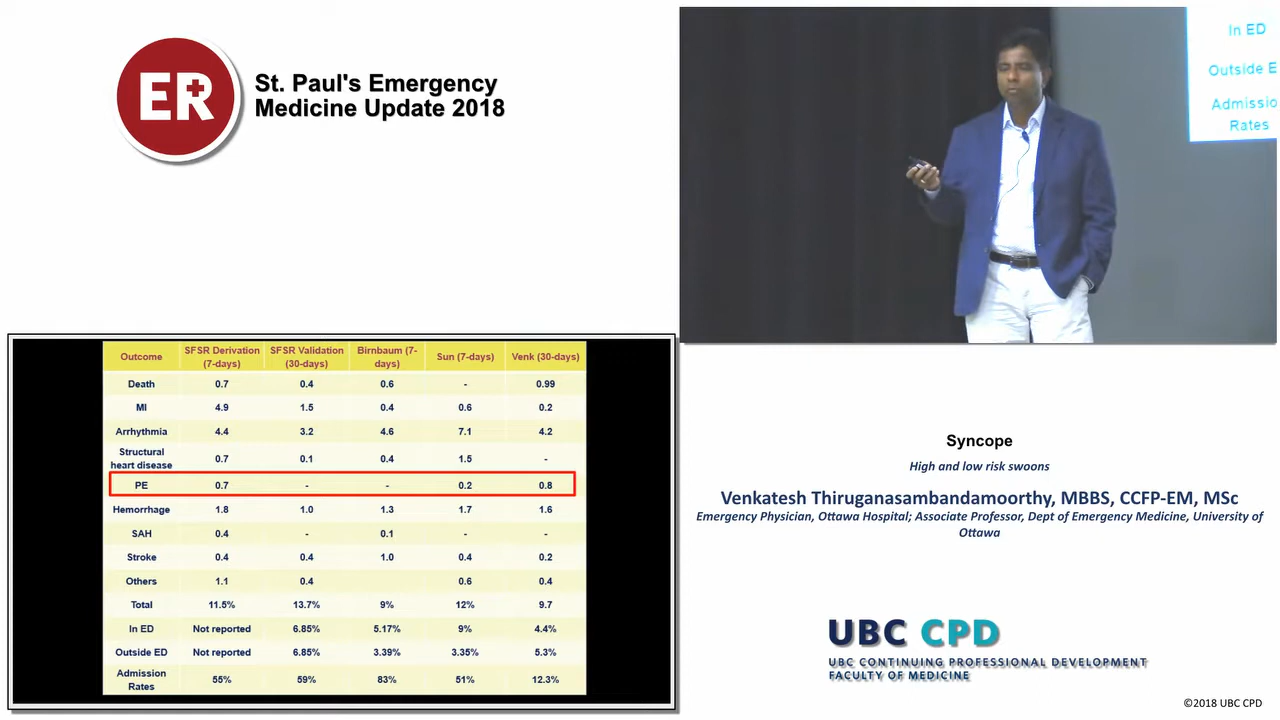 ER
St. Paul's Emergency
Medicine Update 2018
In ED
Outside E
Admissio
Rates
Outcome SFSR Derivation (7-days) SFSR Validation (30-days) Birnbaum (7-days) Sun (7-days) Venk (30-days)
Death 0.7 0.4 0.6 - 0.99
MI 4.9 1.5 0.4 0.6 0.2
Arrhythmia 4.4 3.2 4.6 7.1 4.2
Structural heart disease 0.7 0.1 0.4 1.5 -
PE 0.7 - - 0.2 0.8
Hemorrhage 1.8 1.0 1.3 1.7 1.6
SAH 0.4 - 0.1 - -
Stroke 0.4 0.4 1.0 0.4 0.2
Others 1.1 0.4 0.6 0.4
Total 11.5% 13.7% 9% 12% 9.7
In ED Not reported 6.85% 5.17% 9% 4.4%
Outside ED Not reported 6.85% 3.39% 3.35% 5.3%
Admission Rates 55% 59% 83% 51% 12.3%
Syncope
High and low risk swoons
Venkatesh Thiruganasambandamoorthy, MBBS, CCFP-EM, MSc
Emergency Physician, Ottawa Hospital; Associate Professor, Dept of Emergency Medicine, University of
Ottawa
UBC CPD
UBC CONTINUING PROFESSIONAL DEVELOPMENT
FACULTY OF MEDICINE
©2018 UBC CPD